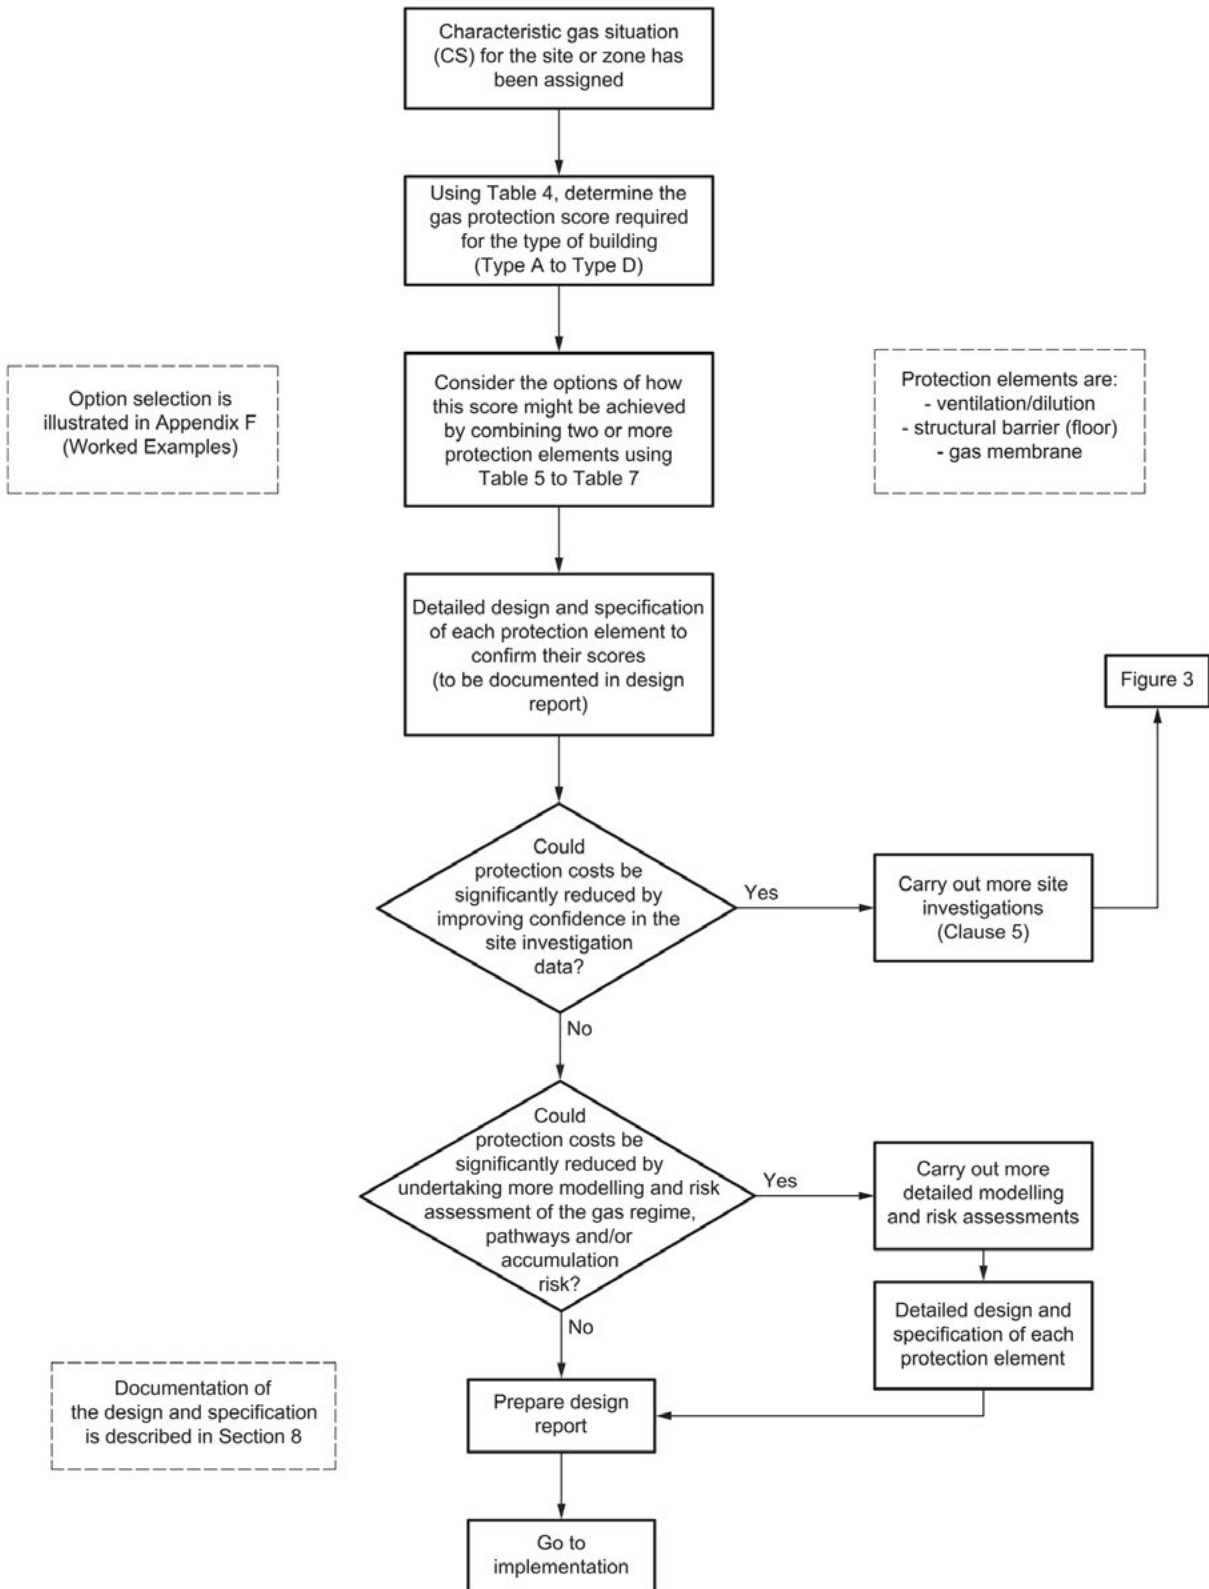 Characteristic gas situation
(CS) for the site or zone has
been assigned
Using Table 4, determine the
gas protection score required
for the type of building
(Type A to Type D)
Option selection is
illustrated in Appendix F
(Worked Examples)
Consider the options of how
this score might be achieved
by combining two or more
protection elements using
Table 5 to Table 7
Protection elements are:
- ventilation/dilution
- structural barrier (floor)
- gas membrane
Detailed design and specification
of each protection element to
confirm their scores
(to be documented in design
report)
Figure 3
Could
protection costs be
significantly reduced by
improving confidence in the
site investigation
data?
Yes
Carry out more site
investigations
(Clause 5)
No
Could
protection costs be
significantly reduced by
undertaking more modelling and risk
assessment of the gas regime,
pathways and/or
accumulation
risk?
Yes
Carry out more
detailed modelling
and risk assessments
Detailed design and
specification of each
protection element
No
Documentation of
the design and specification
is described in Section 8
Prepare design
report
Go to
implementation